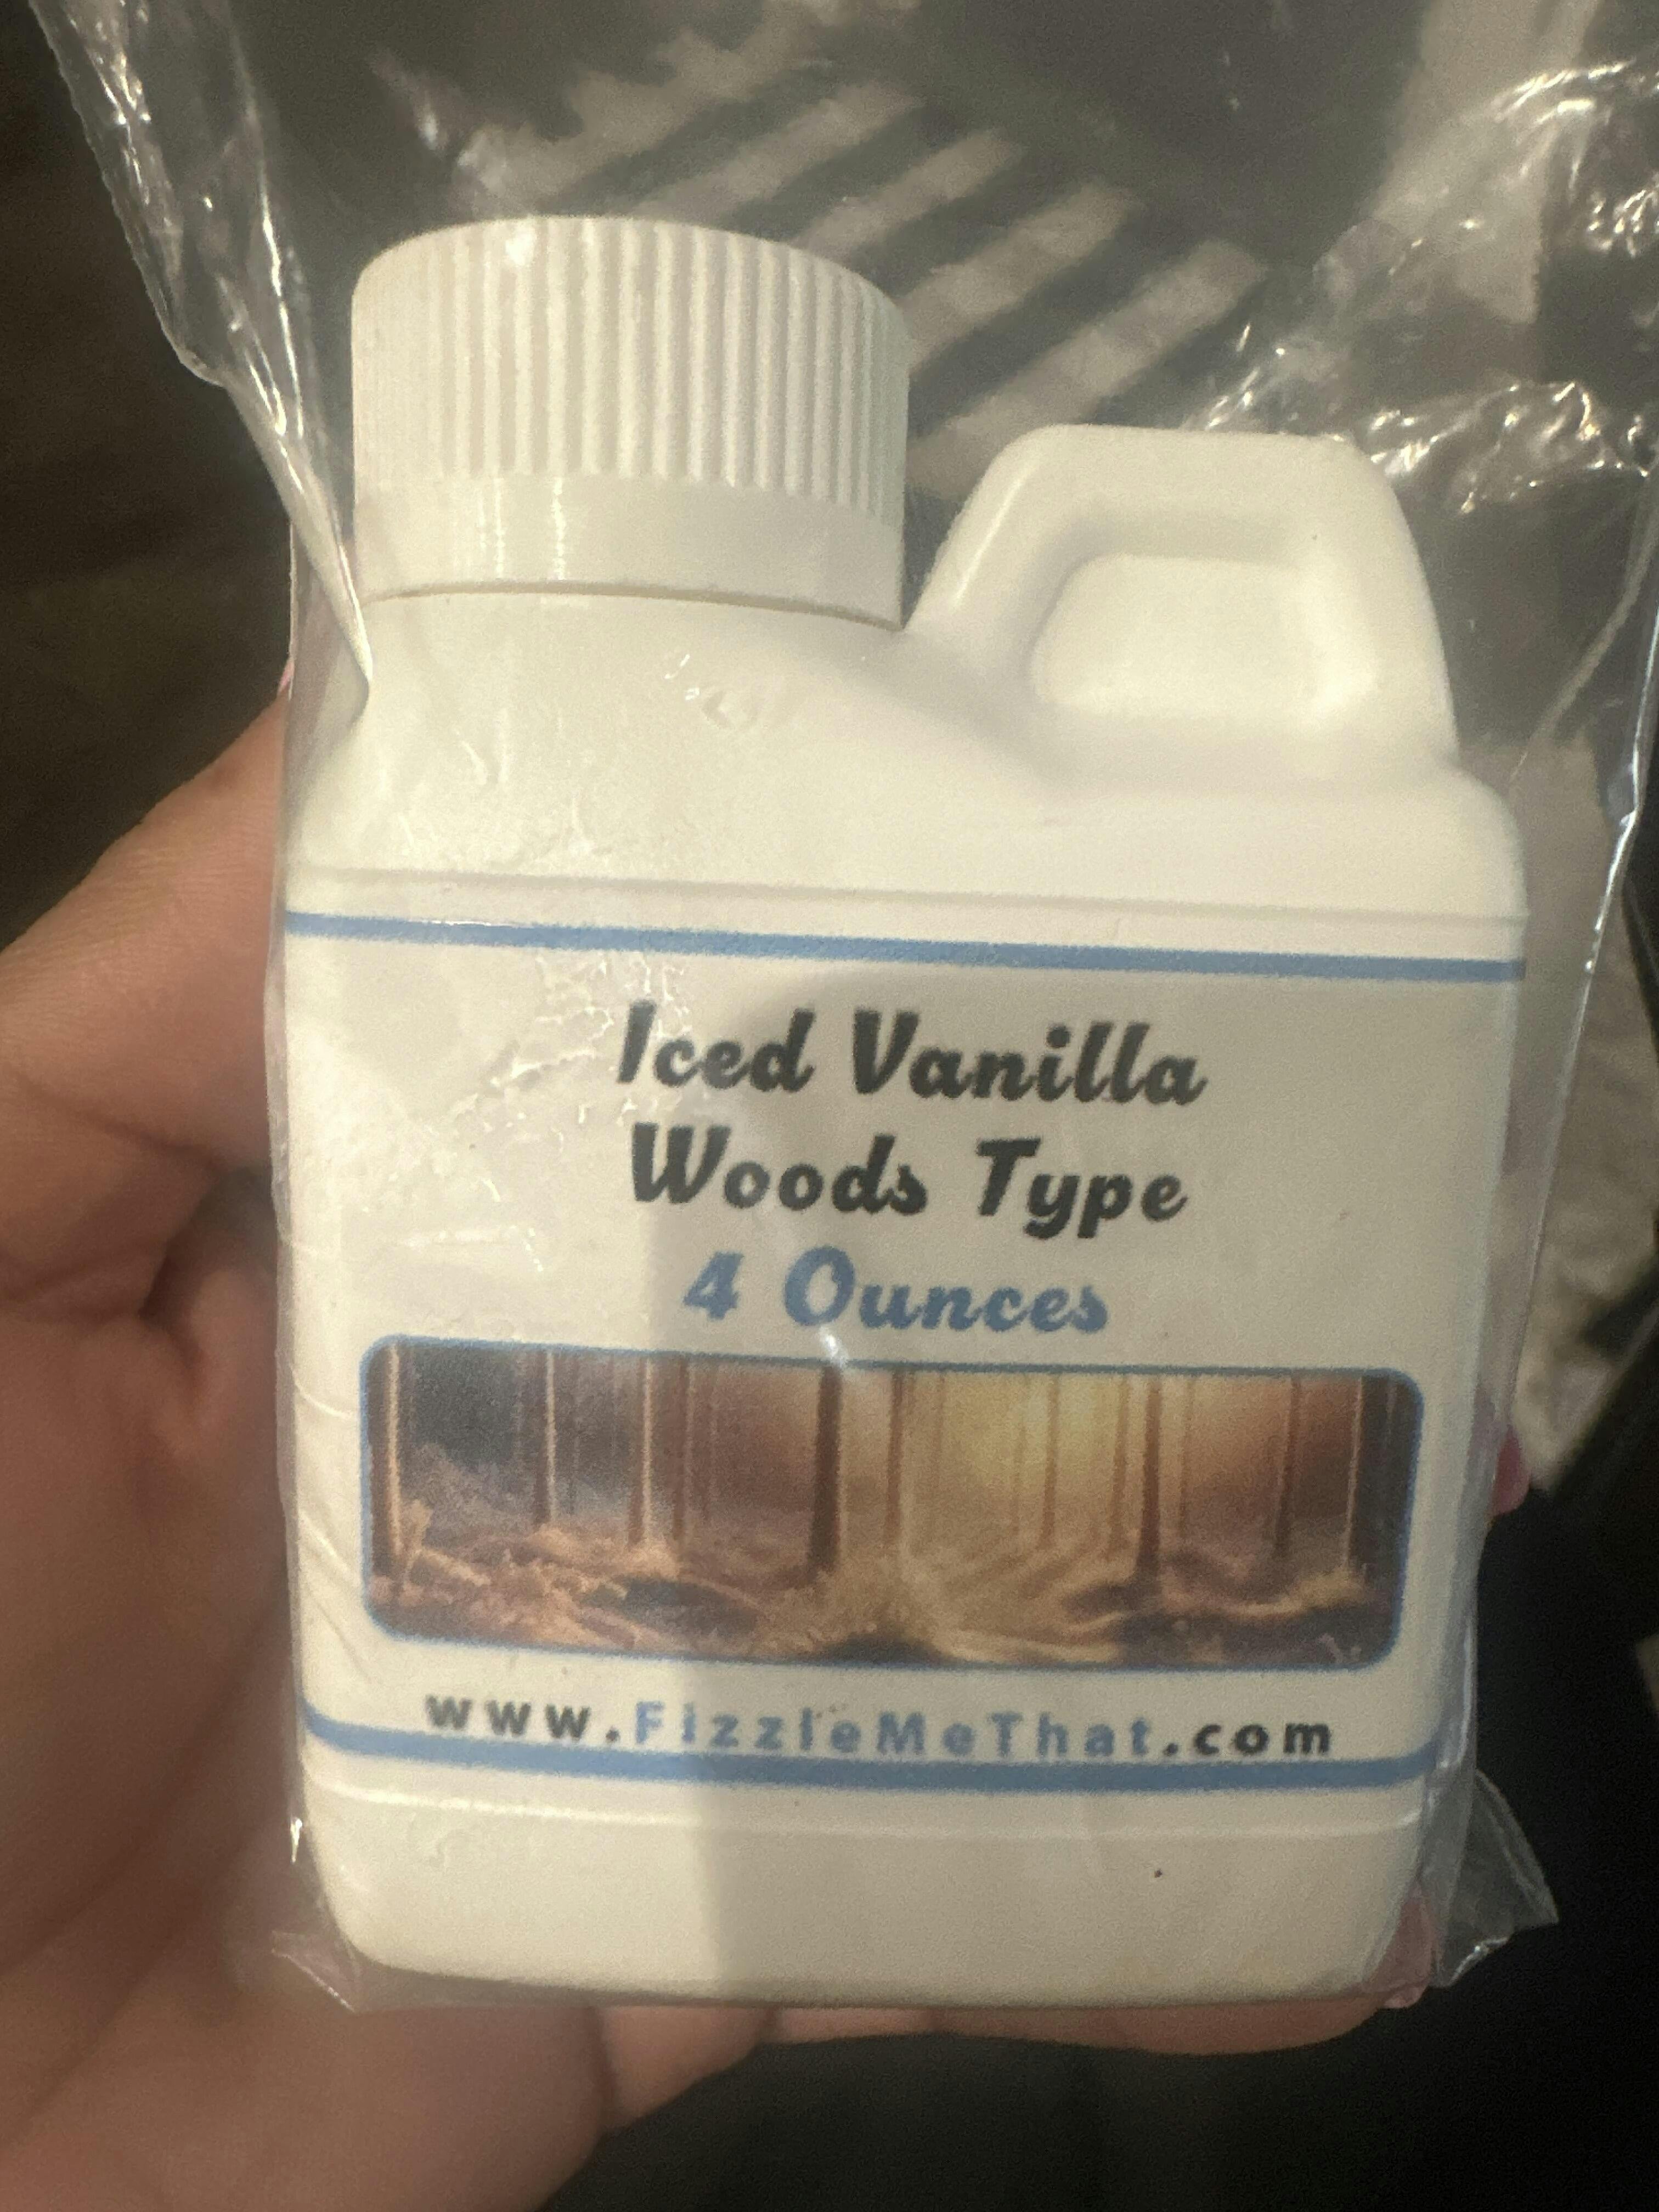 Iced Vanilla
Woods Type
4 Ounces
www.FizzleMeThat.com